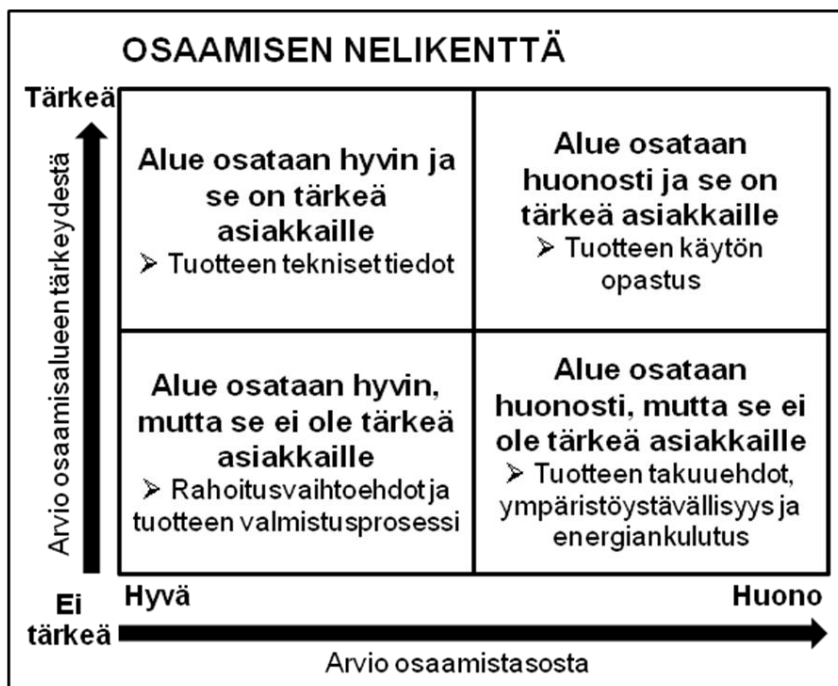 OSAAMISEN NELIKENTTÄ
Tärkeä
Arvio osaamisalueen tärkeydestä
Alue osataan hyvin ja
se on tärkeä
asiakkaille
➢ Tuotteen tekniset tiedot
Alue osataan
huonosti ja se on
tärkeä asiakkaille
➢ Tuotteen käytön
opastus
Alue osataan hyvin,
mutta se ei ole tärkeä
asiakkaille
➢ Rahoitusvaihtoehdot ja
tuotteen valmistusprosessi
Alue osataan
huonosti, mutta se ei
ole tärkeä asiakkaille
➢ Tuotteen takuuehdot,
ympäristöystävällisyys ja
energiankulutus
Ei
tärkeä
Hyvä
Huono
Arvio osaamistasosta